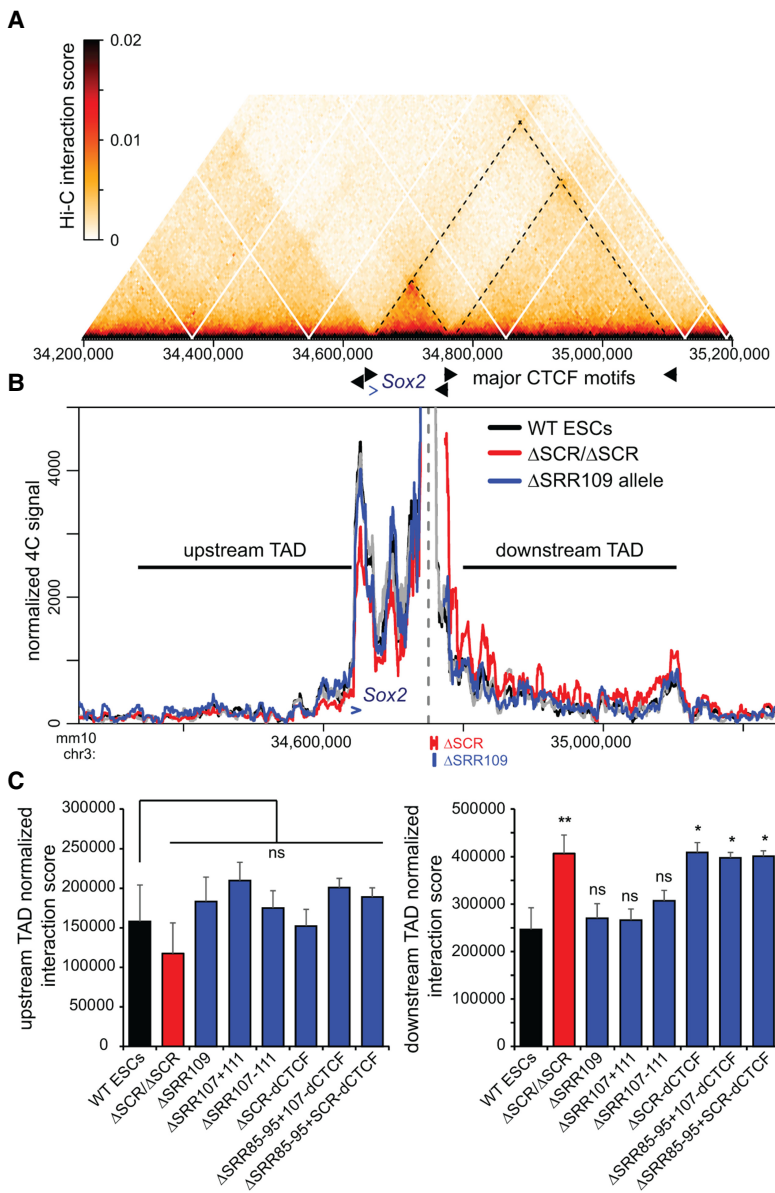 A
Hi-C interaction score
0.02
0.01
0
34,200,000 34,400,000 34,600,000 34,800,000 35,000,000 35,200,000
> Sox2 major CTCF motifs
B
normalized 4C signal
4000
2000
0
WT ESCs
ΔSCR/ΔSCR
ΔSRR109 allele
upstream TAD
downstream TAD
Sox2
>
mm10
chr3:
34,600,000
35,000,000
ΔSCR
ΔSRR109
C
upstream TAD normalized
interaction score
300000
250000
200000
150000
100000
50000
0
ns
WT ESCs
ΔSCR/ΔSCR
ΔSRR109
ΔSRR107+111
ΔSRR107-111
ΔSCR-dCTCF
ΔSRR85-95+107-dCTCF
ΔSRR85-95+SCR-dCTCF
downstream TAD normalized
interaction score
500000
400000
300000
200000
100000
0
**
ns
ns
ns
*
*
*
WT ESCs
ΔSCR/ΔSCR
ΔSRR109
ΔSRR107+111
ΔSRR107-111
ΔSCR-dCTCF
ΔSRR85-95+107-dCTCF
ΔSRR85-95+SCR-dCTCF